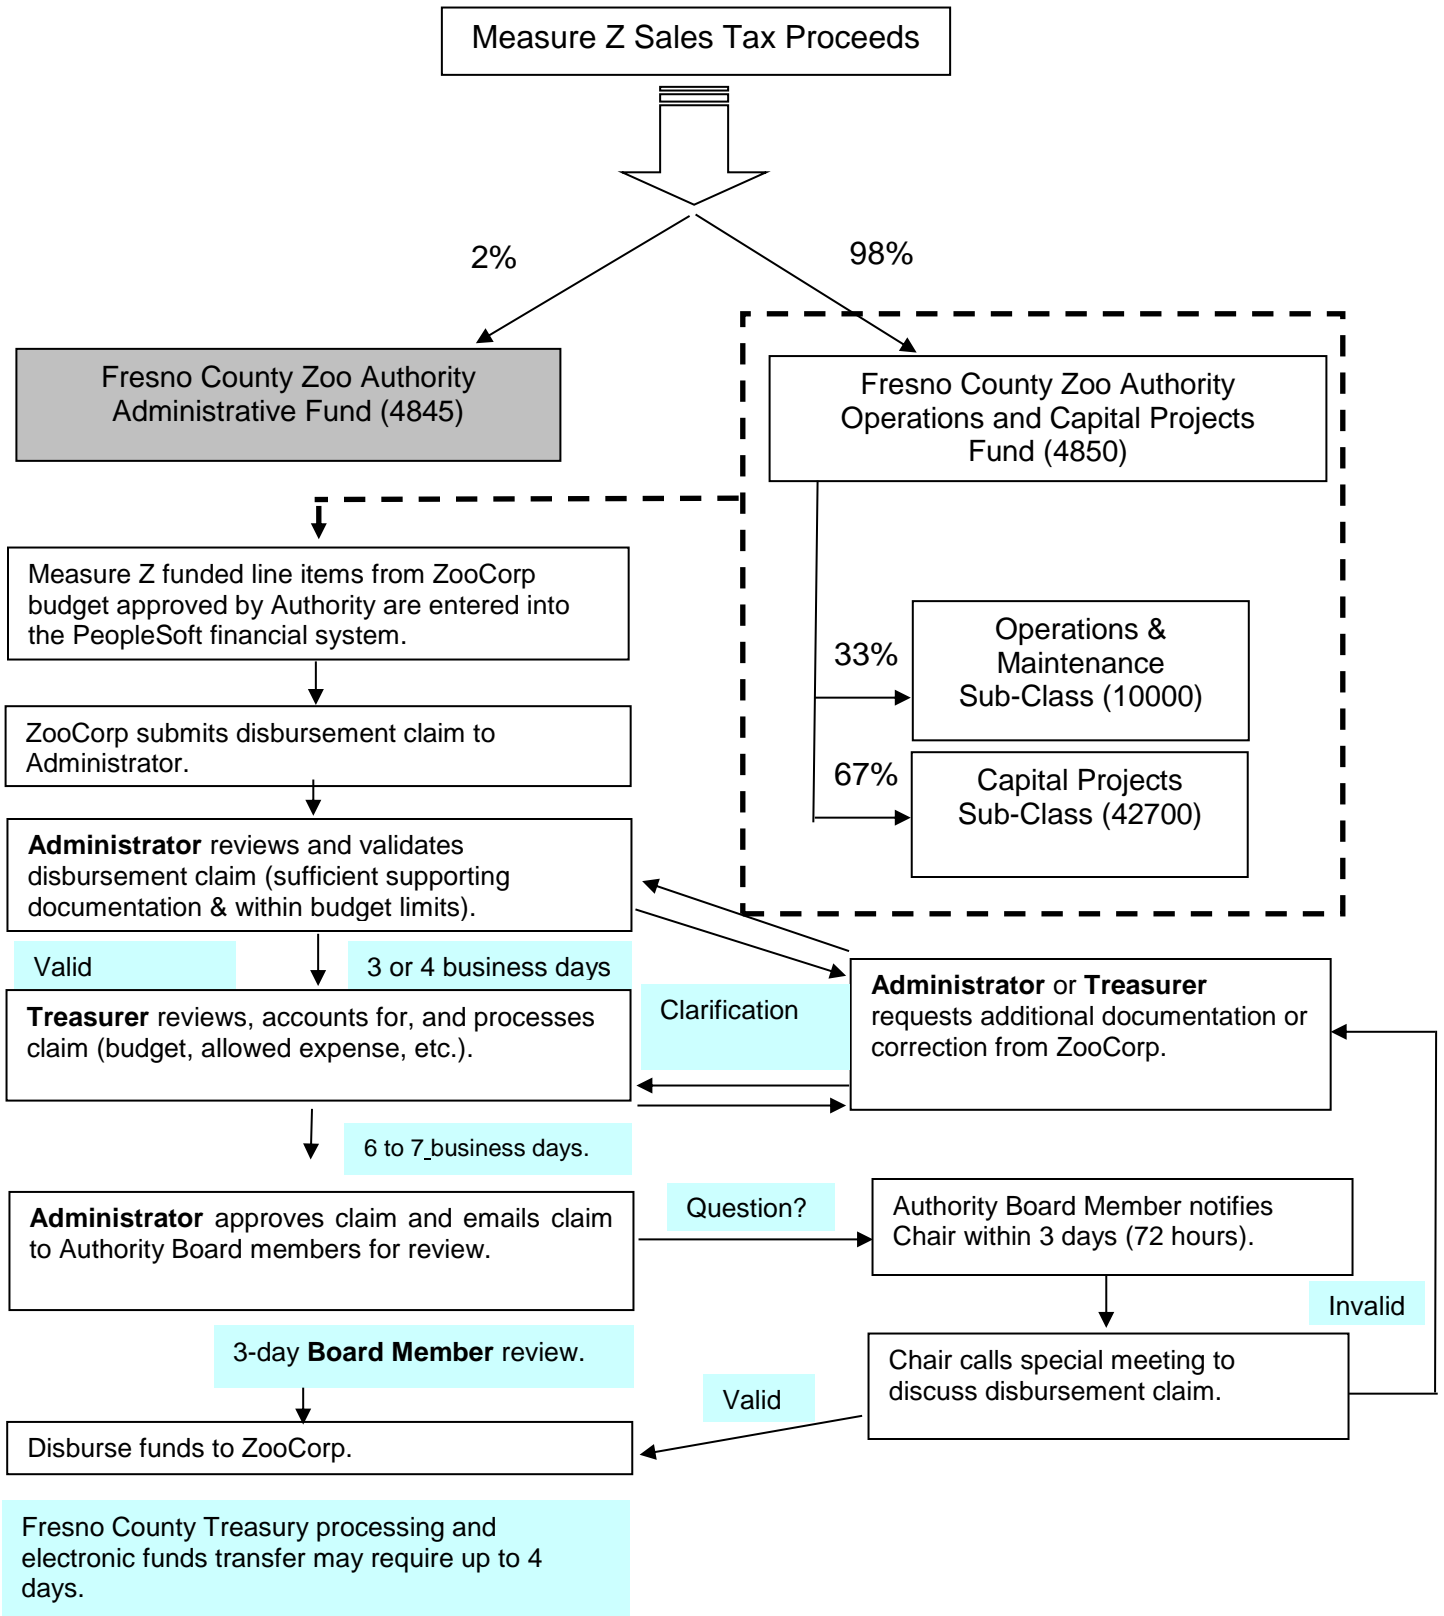 Measure Z Sales Tax Proceeds
2%
98%
Fresno County Zoo Authority
Administrative Fund (4845)
Fresno County Zoo Authority
Operations and Capital Projects
Fund (4850)
33%
Operations &
Maintenance
Sub-Class (10000)
67%
Capital Projects
Sub-Class (42700)
Measure Z funded line items from ZooCorp
budget approved by Authority are entered into
the PeopleSoft financial system.
ZooCorp submits disbursement claim to
Administrator.
Administrator reviews and validates
disbursement claim (sufficient supporting
documentation & within budget limits).
Valid
3 or 4 business days
Treasurer reviews, accounts for, and processes
claim (budget, allowed expense, etc.).
Clarification
Administrator or Treasurer
requests additional documentation or
correction from ZooCorp.
6 to 7 business days.
Administrator approves claim and emails claim
to Authority Board members for review.
Question?
Authority Board Member notifies
Chair within 3 days (72 hours).
Invalid
3-day Board Member review.
Chair calls special meeting to
discuss disbursement claim.
Valid
Disburse funds to ZooCorp.
Fresno County Treasury processing and
electronic funds transfer may require up to 4
days.